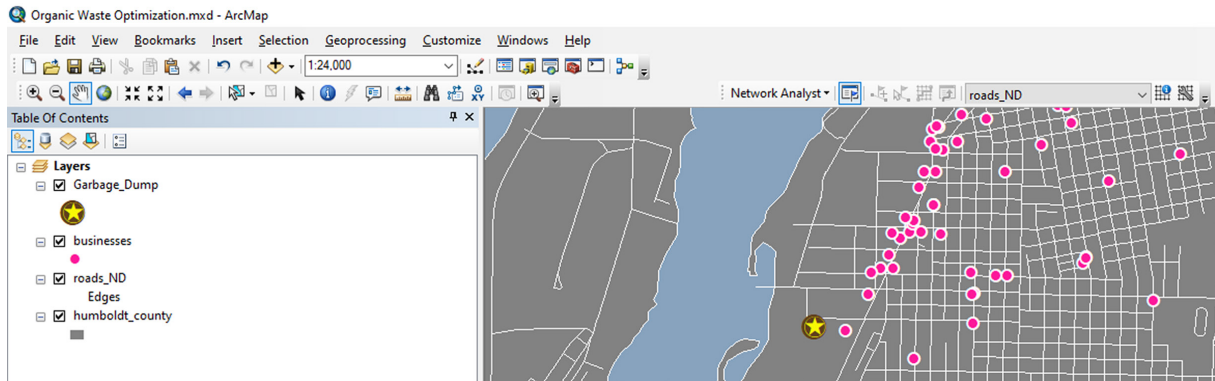 Organic Waste Optimization.mxd - ArcMap
File Edit View Bookmarks Insert Selection Geoprocessing Customize Windows Help
1:24,000
Network Analyst roads_ND
Table Of Contents
Layers
Garbage_Dump
businesses
roads_ND
Edges
humboldt_county